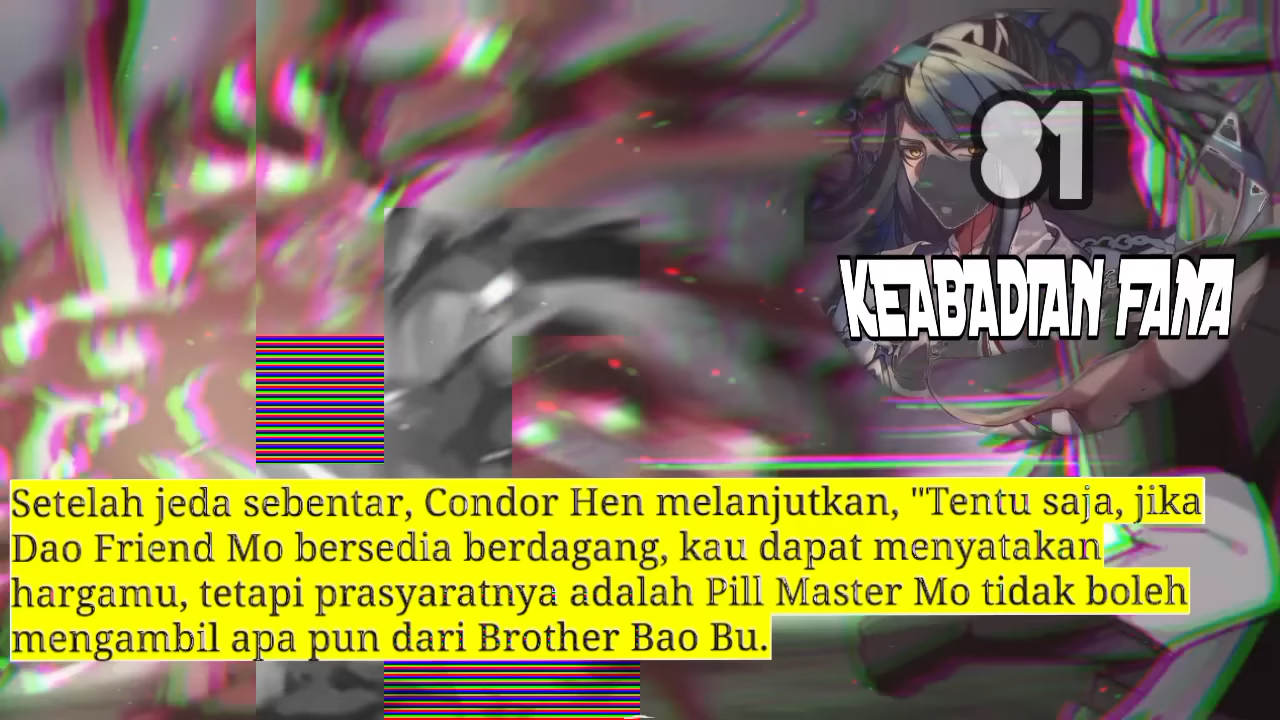 81
KEABADIAN FANA
Setelah jeda sebentar, Condor Hen melanjutkan, "Tentu saja, jika
Dao Friend Mo bersedia berdagang, kau dapat menyatakan
hargamu, tetapi prasyaratnya adalah Pill Master Mo tidak boleh
mengambil apa pun dari Brother Bao Bu.